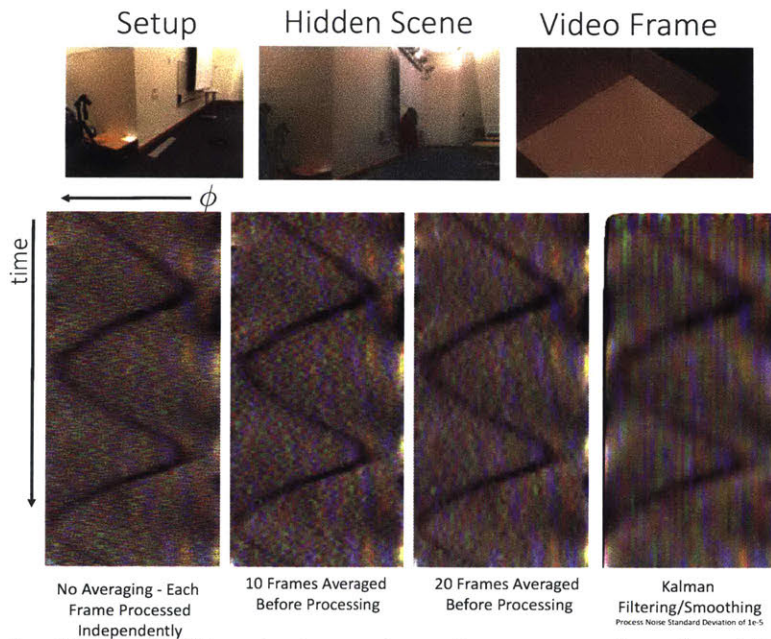 Setup
Hidden Scene
Video Frame
ϕ
time
No Averaging - Each
Frame Processed
Independently
10 Frames Averaged
Before Processing
20 Frames Averaged
Before Processing
Kalman
Filtering/Smoothing
Process Noise Standard Deviation of 1e-5